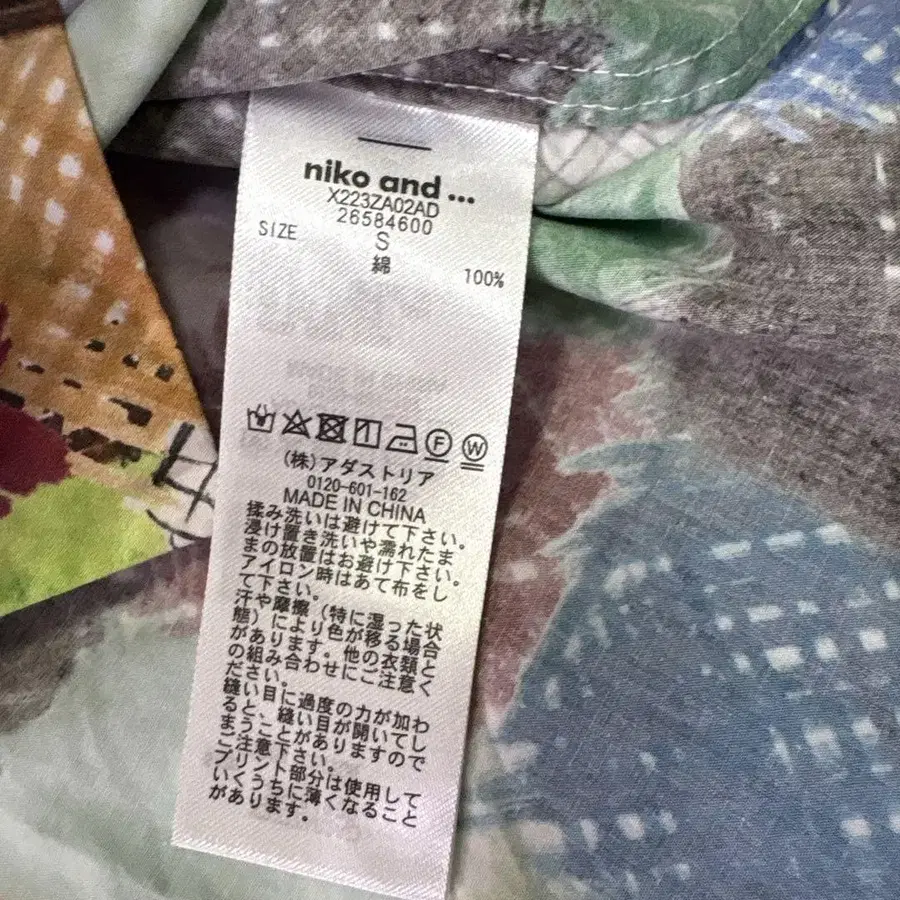 niko and ...
X223ZA02AD
26584600
SIZE S
綿 100%
F W
(株)アダストリア
0120-601-162
MADE IN CHINA
揉み洗いは避けて下さい。
浸け置き洗いや濡れたま
まの放置はお避け下さい。
アイロン時はあて布をし
て下さい。
汗や摩擦(特に湿った状
態)により色が移る場合
があります。他の衣類と
の組み合わせにご注意く
ださい。
縫い目に過度の力が加わ
ると、縫い目が開いてし
まうことがありますので
ご注意下さい。
プリント部分は使用して
いくうちに薄くなること
があります。